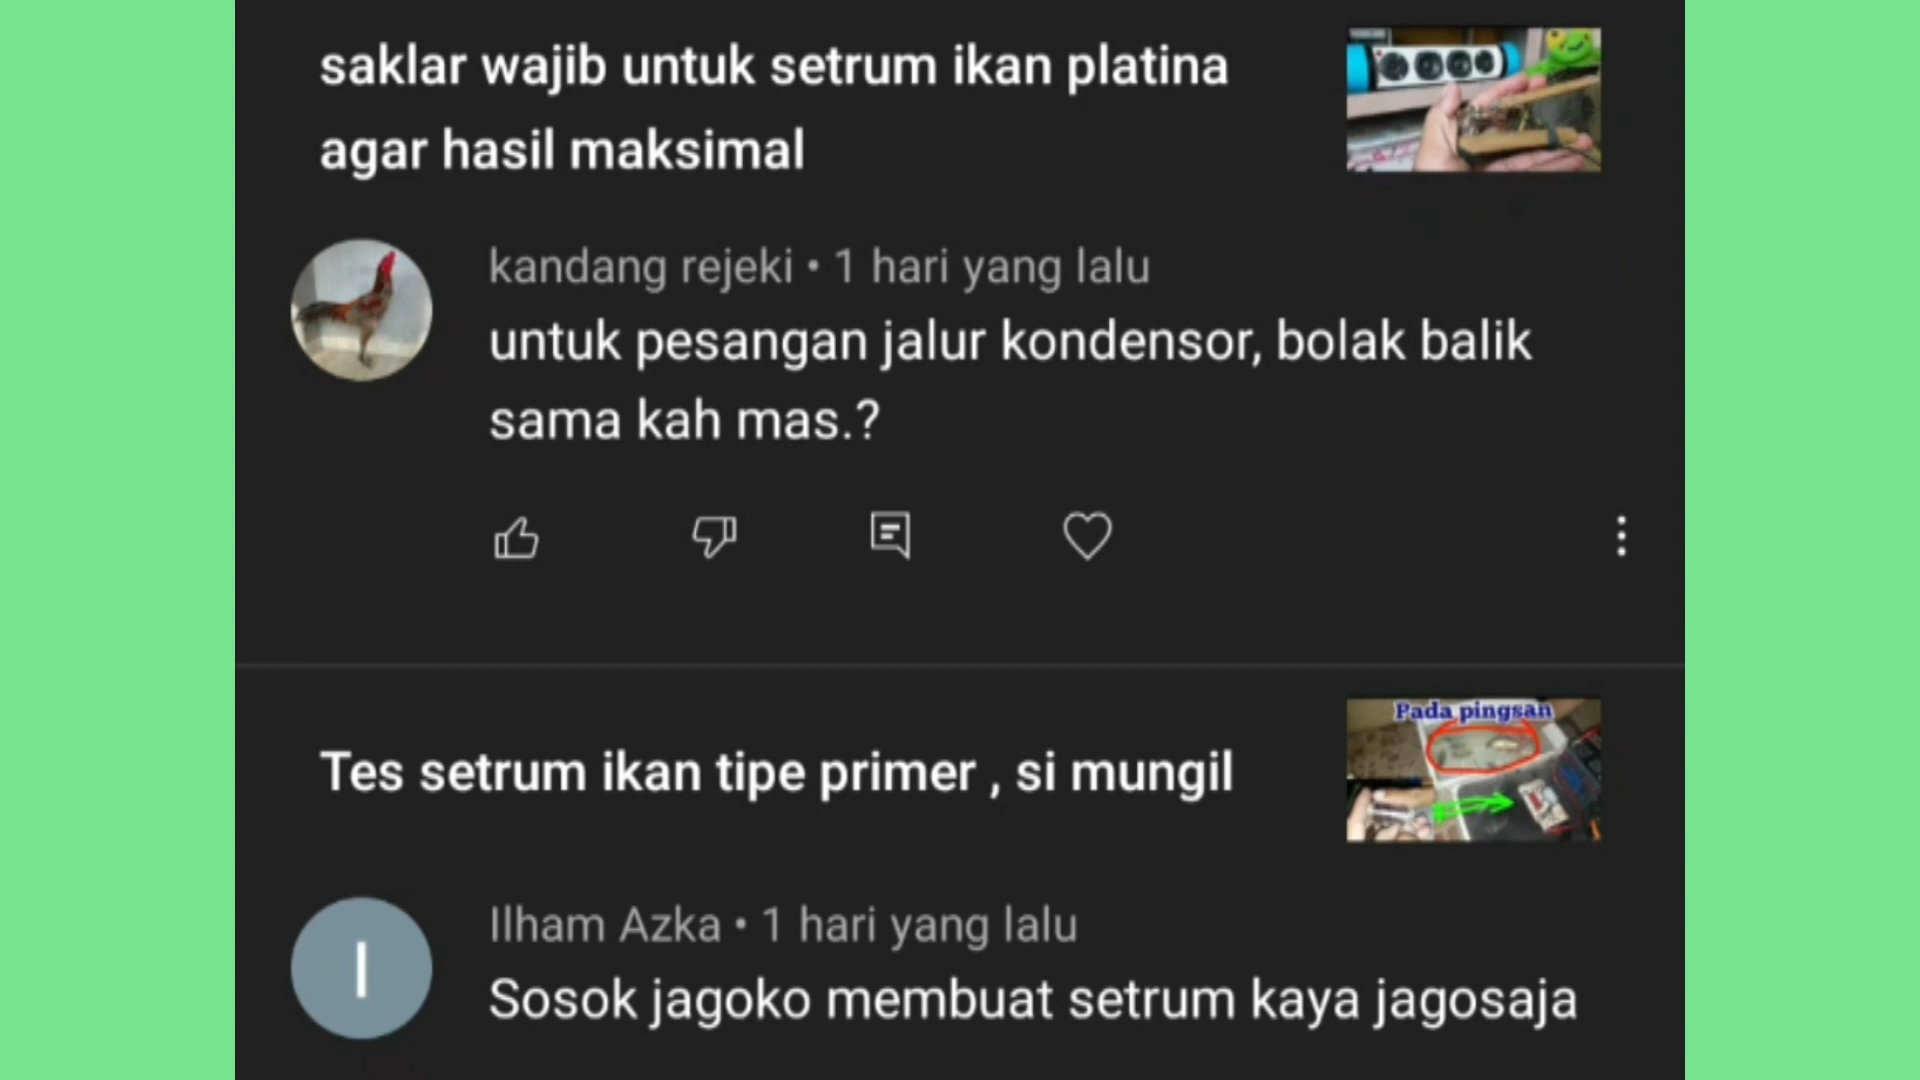 saklar wajib untuk setrum ikan platina
agar hasil maksimal
kandang rejeki • 1 hari yang lalu
untuk pesangan jalur kondensor, bolak balik
sama kah mas.?
Pada pingsan
Tes setrum ikan tipe primer , si mungil
I
Ilham Azka • 1 hari yang lalu
Sosok jagoko membuat setrum kaya jagosaja